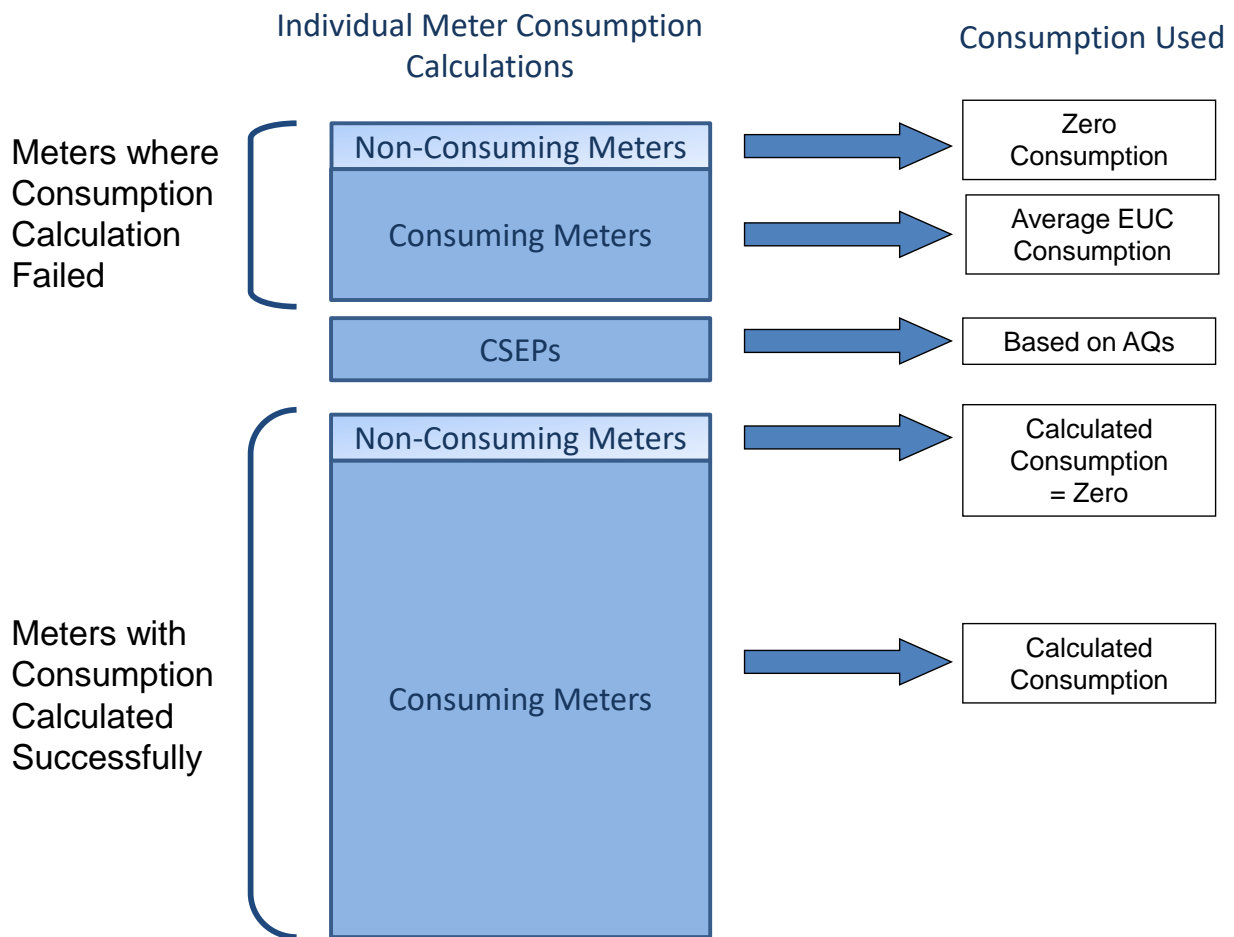 Individual Meter Consumption
Calculations
Consumption Used
Meters where
Consumption
Calculation
Failed
Non-Consuming Meters
Zero
Consumption
Consuming Meters
Average EUC
Consumption
CSEPs
Based on AQs
Meters with
Consumption
Calculated
Successfully
Non-Consuming Meters
Calculated
Consumption
= Zero
Consuming Meters
Calculated
Consumption